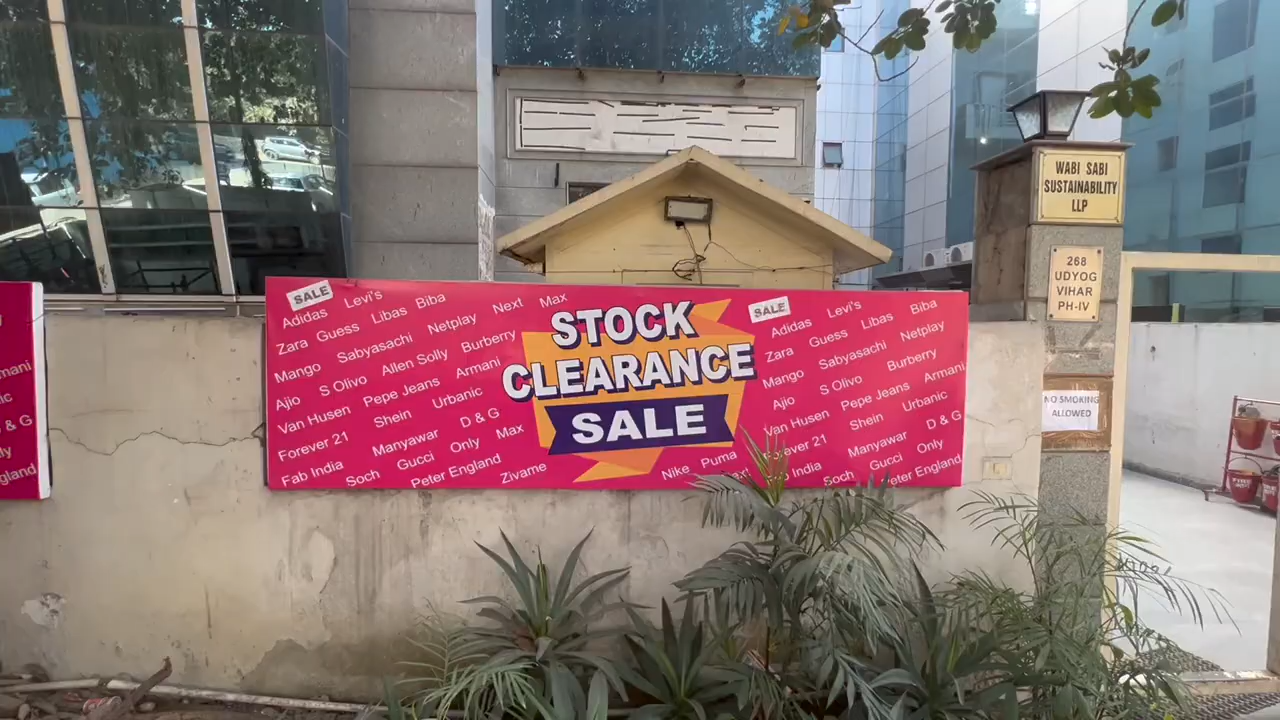 SALE
Adidas Levi's
Zara Guess Libas Biba
Mango Sabyasachi Netplay Next Max
Ajio S Olivo Allen Solly Burberry
Van Husen Pepe Jeans Armani
Forever 21 Shein Urbanic
Fab India Manyawar D & G
Soch Gucci Only Max
Peter England Zivame
STOCK
CLEARANCE
SALE
SALE
Adidas Levi's
Zara Guess Libas Biba
Mango Sabyasachi Netplay
Ajio S Olivo Burberry
Van Husen Pepe Jeans Armani
Shein Urbanic
Manyawar D & G
India Soch Gucci Only
Nike Puma
Peter England
WABI SABI
SUSTAINABILITY
LLP
268
UDYOG
VIHAR
PH-IV
NO SMOKING
ALLOWED
& G
England